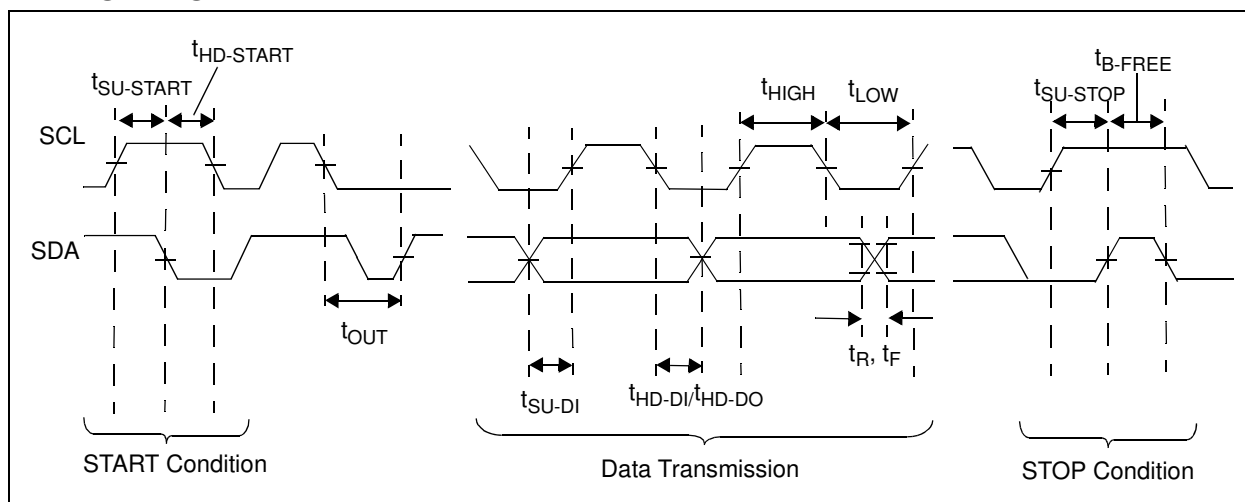 tHD-START
tSU-START
tB-FREE
tSU-STOP
tHIGH
tLOW
SCL
SDA
tOUT
tR, tF
tSU-DI
tHD-DI/tHD-DO
START Condition
Data Transmission
STOP Condition